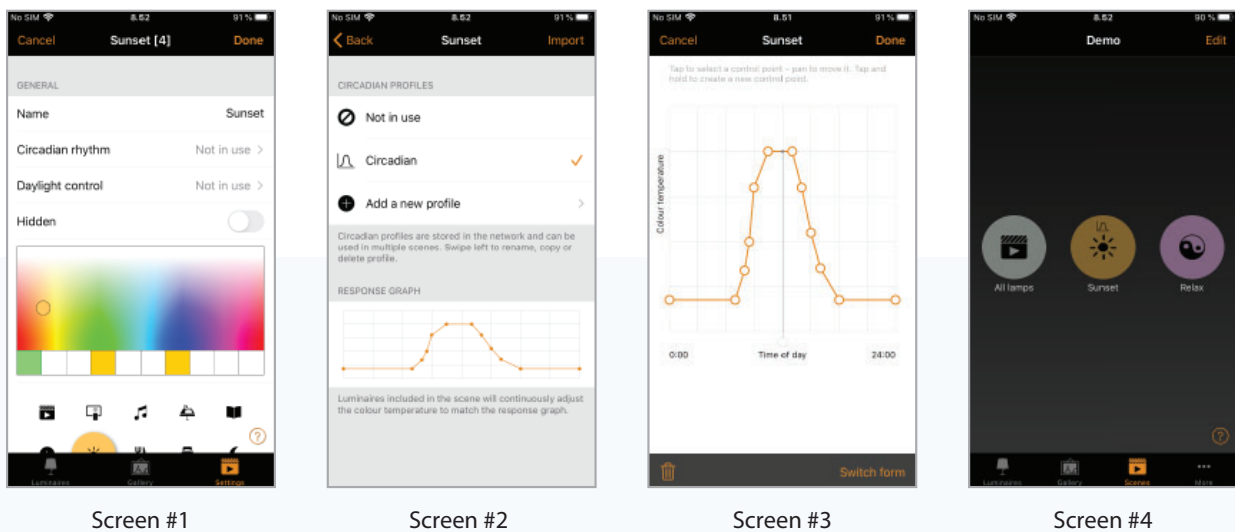 No SIM 8.52 91 %
Cancel Sunset [4] Done
GENERAL
Name Sunset
Circadian rhythm Not in use >
Daylight control Not in use >
Hidden
?
Luminaires Gallery Settings
Screen #1
No SIM 8.52 91 %
Back Sunset Import
CIRCADIAN PROFILES
Not in use
Circadian
Add a new profile
Circadian profiles are stored in the network and can be
used in multiple scenes. Swipe left to rename, copy or
delete profile.
RESPONSE GRAPH
Luminaires included in the scene will continuously adjust
the colour temperature to match the response graph.
Screen #2
No SIM 8.51 91 %
Cancel Sunset Done
Tap to select a control point – pan to move it. Tap and
hold to create a new control point.
Colour temperature
0:00 Time of day 24:00
Switch form
Screen #3
No SIM 8.52 90 %
Demo Edit
All lamps Sunset Relax
?
Luminaires Gallery Scenes More
Screen #4